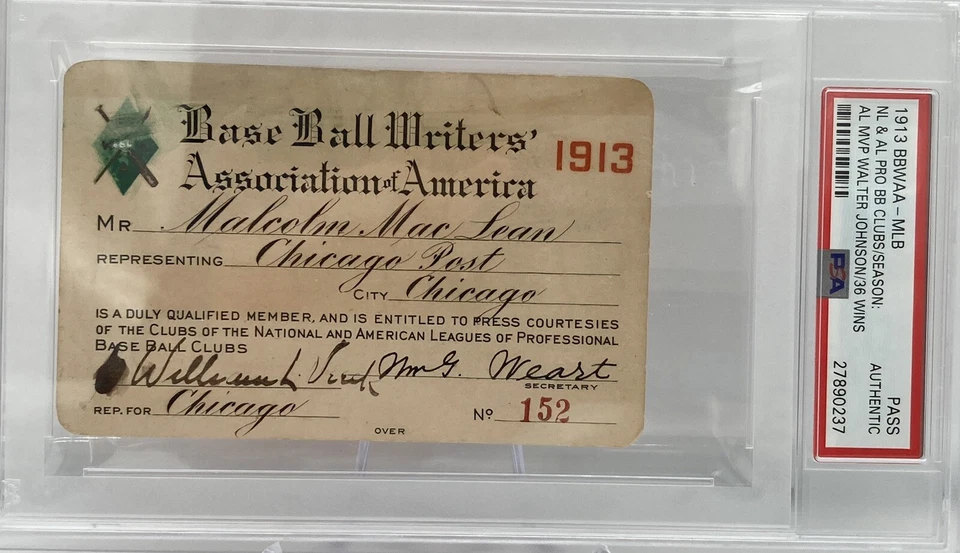 Base Ball Writers'
Association of America
1913
MR. Malcolm Mac Lean
REPRESENTING Chicago Post
CITY Chicago
IS A DULY QUALIFIED MEMBER, AND IS ENTITLED TO PRESS COURTESIES
OF THE CLUBS OF THE NATIONAL AND AMERICAN LEAGUES OF PROFESSIONAL
BASE BALL CLUBS
William L. Wm G. Weart
SECRETARY
REP. FOR Chicago
No 152
OVER
1913 BBWAA - MLB
NL & AL PRO BB CLUBS/SEASON:
AL MVP WALTER JOHNSON/36 WINS
PSA
PASS
AUTHENTIC
27890237